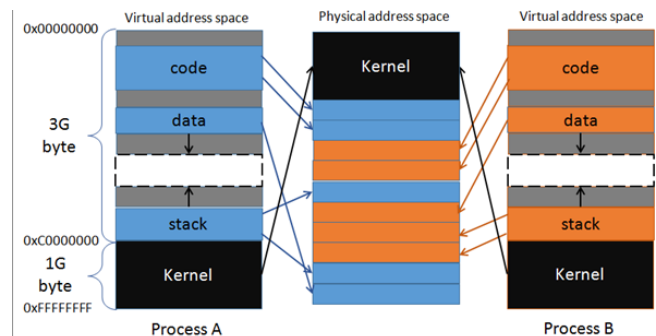 Virtual address space
Physical address space
Virtual address space
0x00000000
code
Kernel
code
3G
byte
data
data
stack
stack
0xC0000000
1G
byte
Kernel
Kernel
0xFFFFFFFF
Process A
Process B